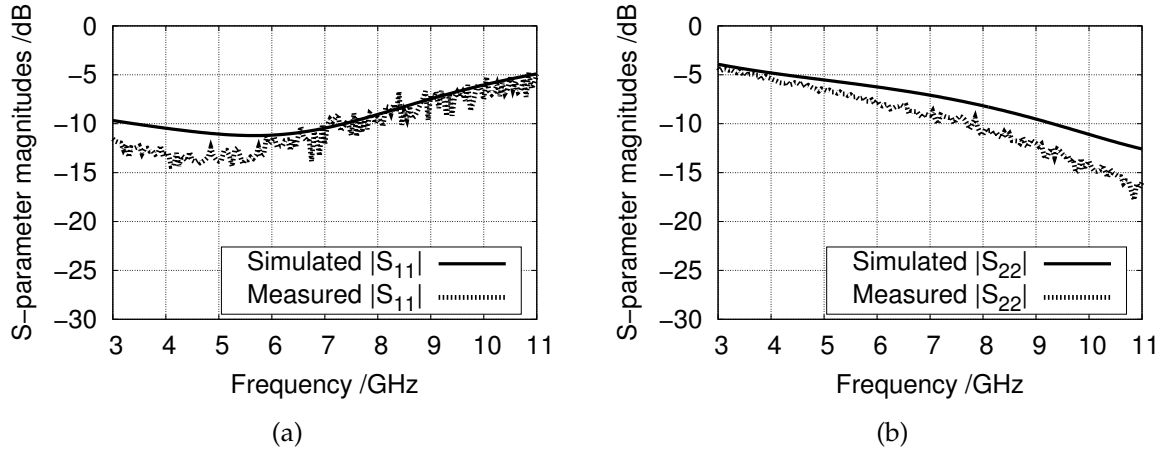 S−parameter magnitudes /dB
0
−5
−10
−15
−20
−25
−30
3 4 5 6 7 8 9 10 11
Simulated |S11|
Measured |S11|
Frequency /GHz
(a)
S−parameter magnitudes /dB
0
−5
−10
−15
−20
−25
−30
3 4 5 6 7 8 9 10 11
Simulated |S22|
Measured |S22|
Frequency /GHz
(b)